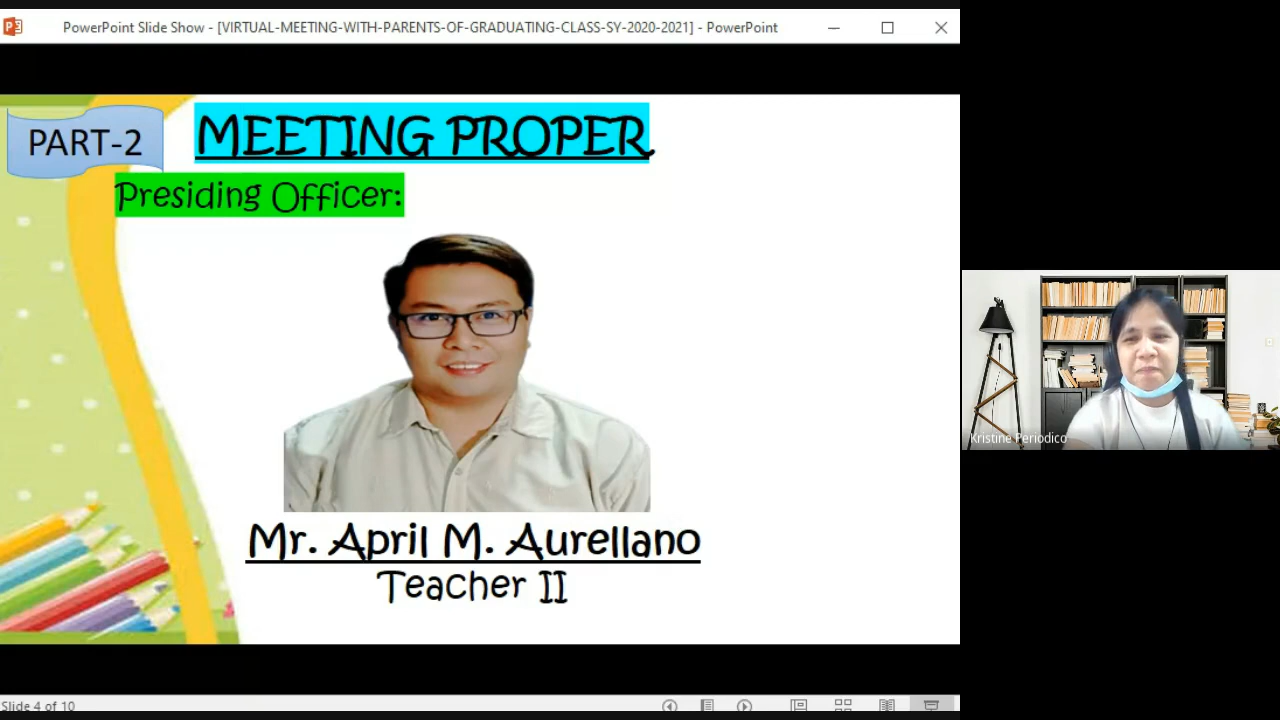 PowerPoint Slide Show - [VIRTUAL-MEETING-WITH-PARENTS-OF-GRADUATING-CLASS-SY-2020-2021] - PowerPoint
PART-2
MEETING PROPER
Presiding Officer:
Mr. April M. Aurellano
Teacher II
Kristine Periodico
Slide 4 of 10